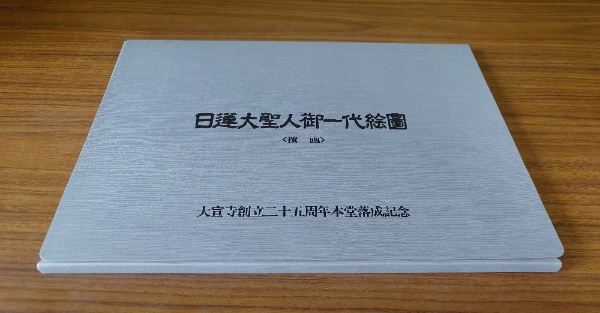 日蓮大聖人御一代絵圖
〈撰　画〉
大宣寺創立二十五周年本堂落成記念